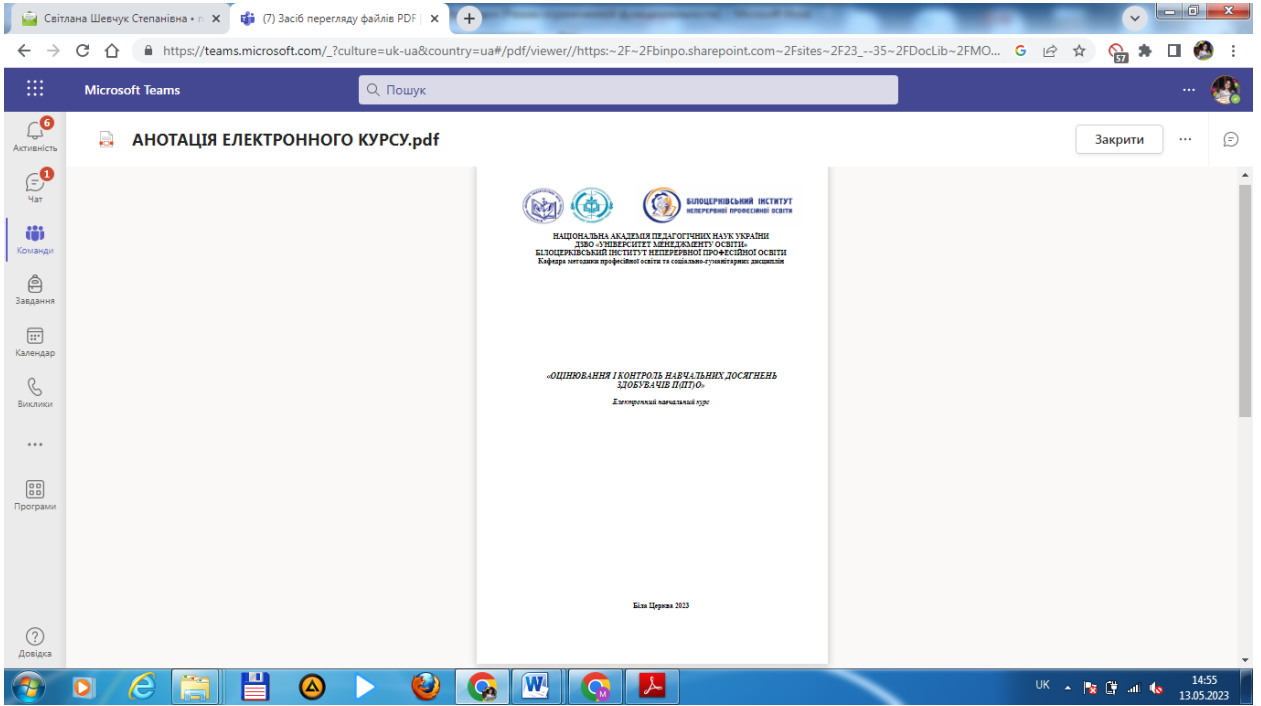 Світлана Шевчук Степанівна • п
(7) Засіб перегляду файлів PDF |
https://teams.microsoft.com/_?culture=uk-ua&country=ua#/pdf/viewer//https:~2F~2Fbinpo.sharepoint.com~2Fsites~2F23_--35~2FDocLib~2FMO...
57
Microsoft Teams
Пошук
6
Активність
АНОТАЦІЯ ЕЛЕКТРОННОГО КУРСУ.pdf
Закрити
1
Чат
Команди
Завдання
Календар
Виклики
Програми
Довідка
БІЛОЦЕРКІВСЬКИЙ ІНСТИТУТ
НЕПЕРЕРВНОЇ ПРОФЕСІЙНОЇ ОСВІТИ
НАЦІОНАЛЬНА АКАДЕМІЯ ПЕДАГОГІЧНИХ НАУК УКРАЇНИ
ДЗВО «УНІВЕРСИТЕТ МЕНЕДЖМЕНТУ ОСВІТИ»
БІЛОЦЕРКІВСЬКИЙ ІНСТИТУТ НЕПЕРЕРВНОЇ ПРОФЕСІЙНОЇ ОСВІТИ
Кафедра методики професійної освіти та соціально-гуманітарних дисциплін
«ОЦІНЮВАННЯ І КОНТРОЛЬ НАВЧАЛЬНИХ ДОСЯГНЕНЬ
ЗДОБУВАЧІВ П(ПТ)О»
Електронний навчальний курс
Біла Церква 2023
UK
14:55
13.05.2023